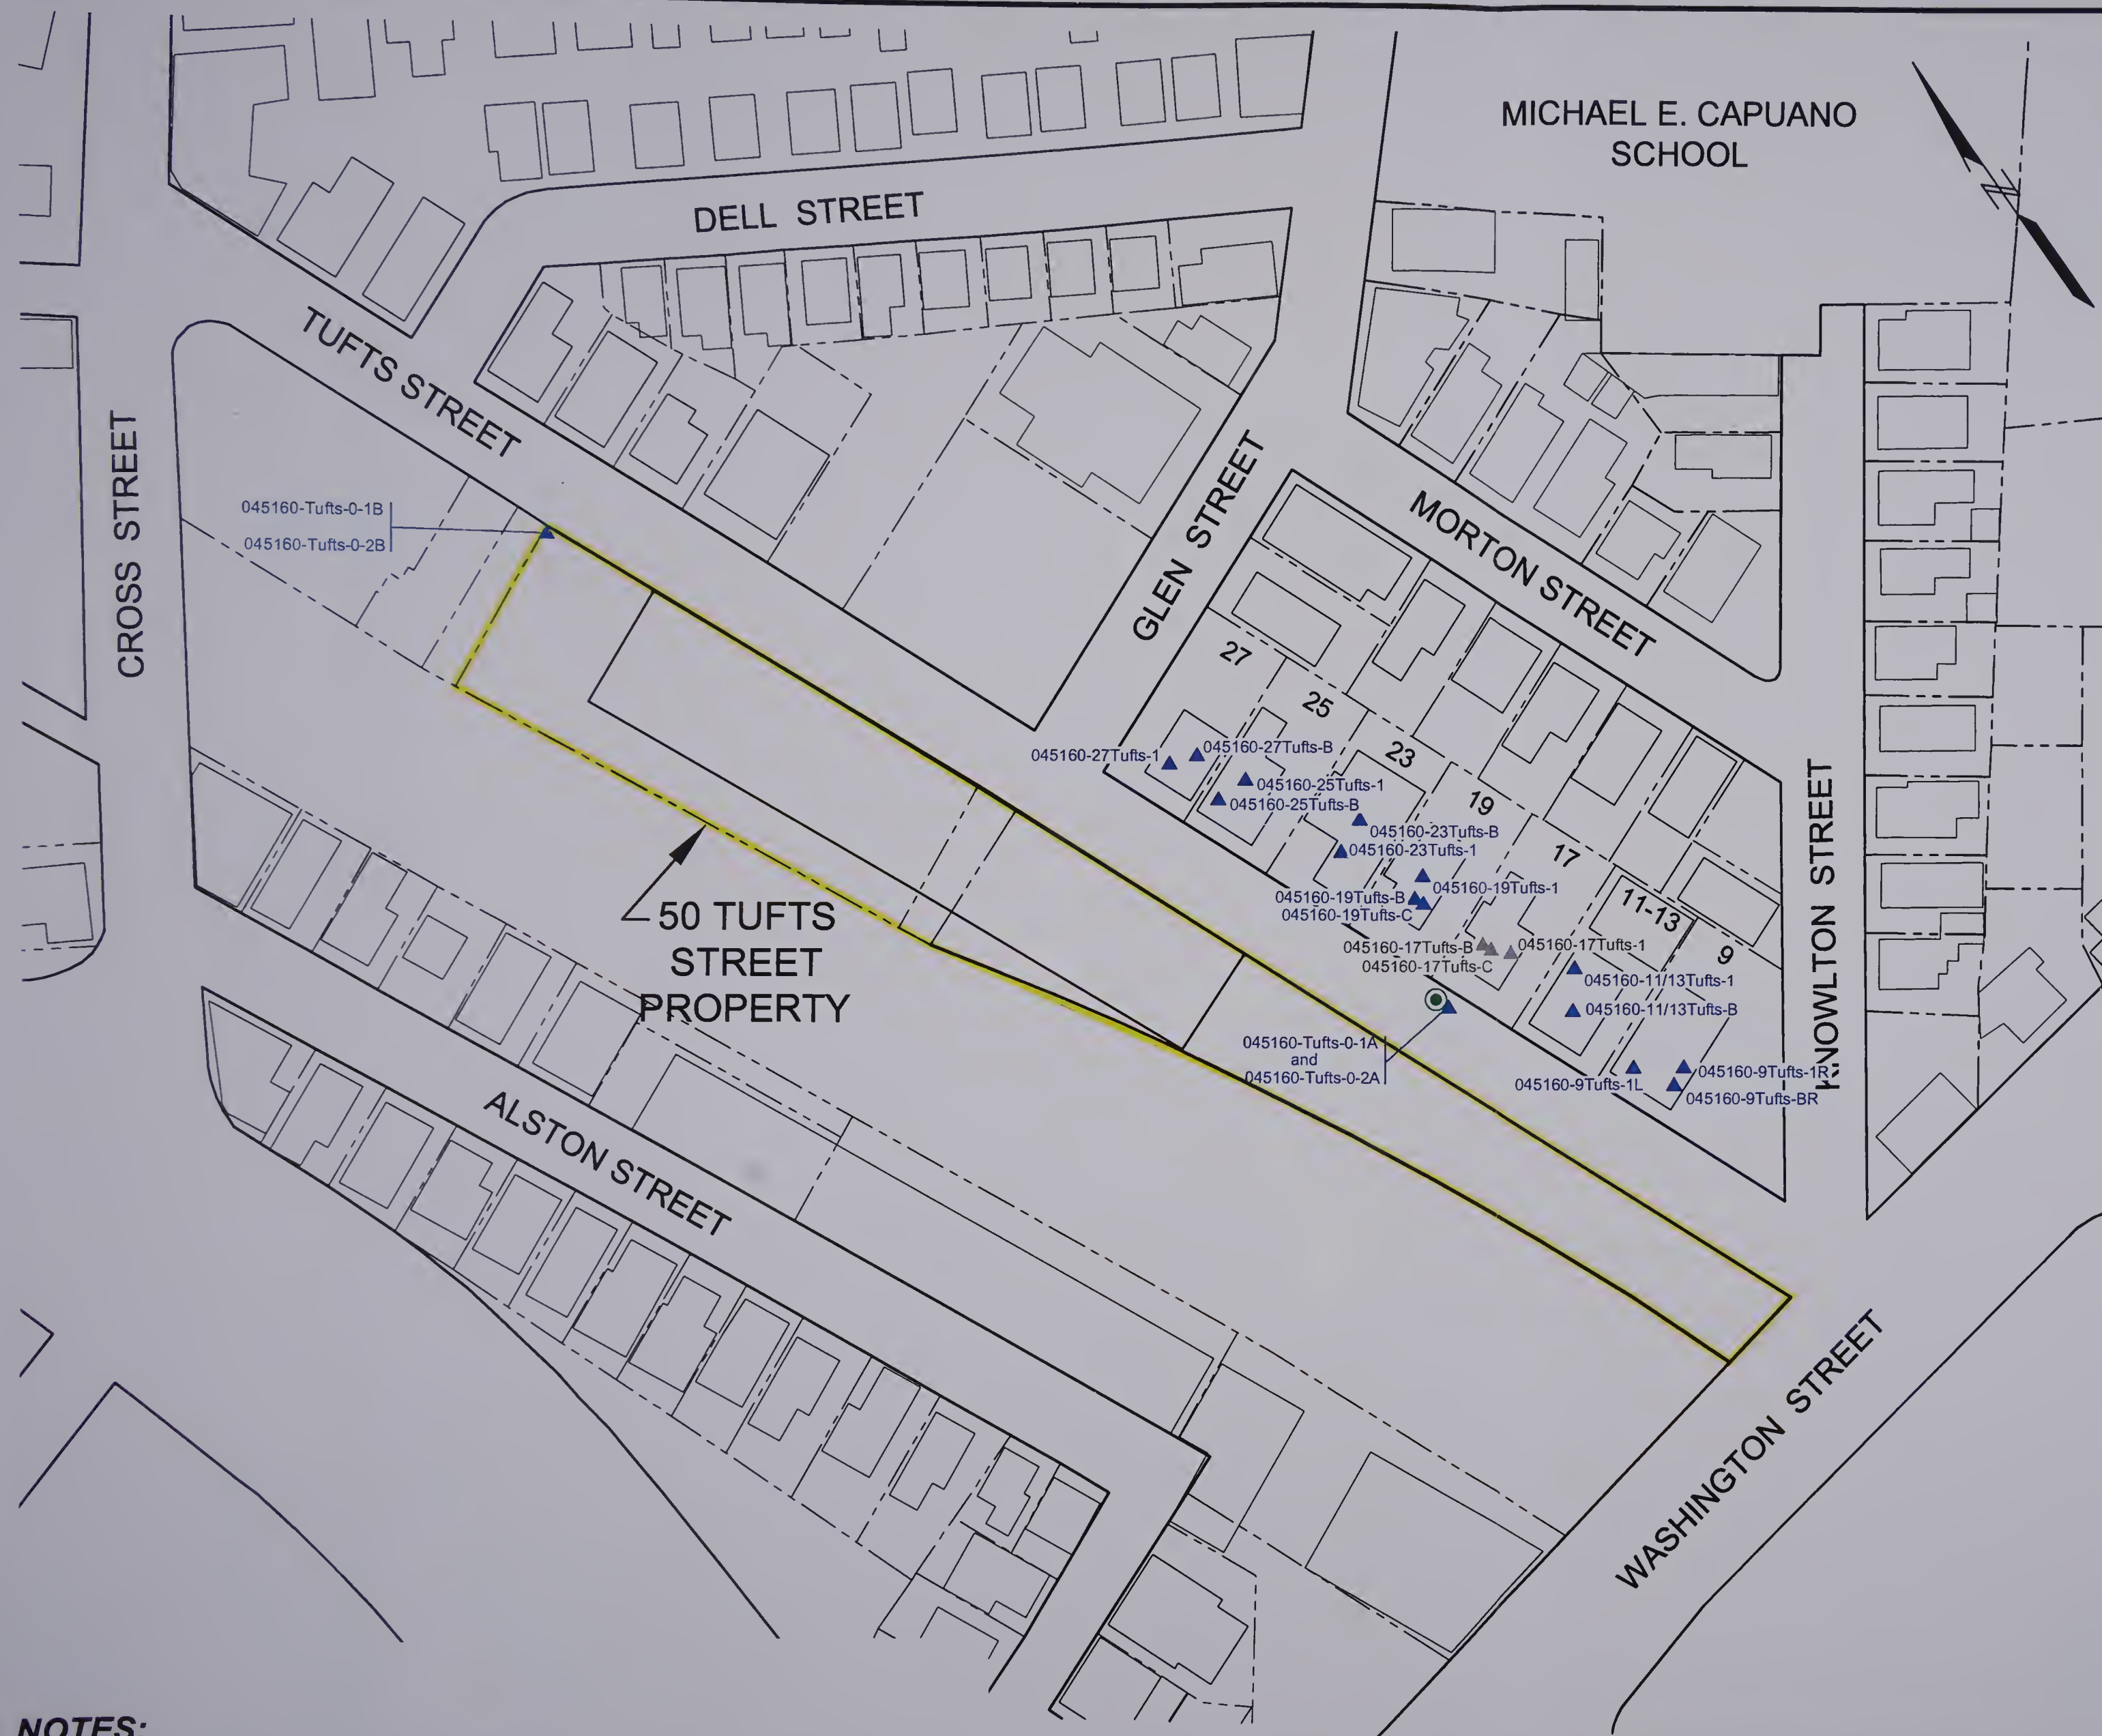 MICHAEL E. CAPUANO
SCHOOL
DELL STREET
TUFTS STREET
CROSS STREET
GLEN STREET
MORTON STREET
045160-Tufts-0-1B
045160-Tufts-0-2B
27
25
23
19
17
11-13
9
045160-27Tufts-1
045160-27Tufts-B
045160-25Tufts-1
045160-25Tufts-B
045160-23Tufts-B
045160-23Tufts-1
045160-19Tufts-1
045160-19Tufts-B
045160-19Tufts-C
045160-17Tufts-B
045160-17Tufts-1
045160-17Tufts-C
045160-11/13Tufts-1
045160-11/13Tufts-B
045160-Tufts-0-1A
and
045160-Tufts-0-2A
045160-9Tufts-1R
045160-9Tufts-1L
045160-9Tufts-BR
KNOWLTON STREET
50 TUFTS
STREET
PROPERTY
ALSTON STREET
WASHINGTON STREET
NOTES: